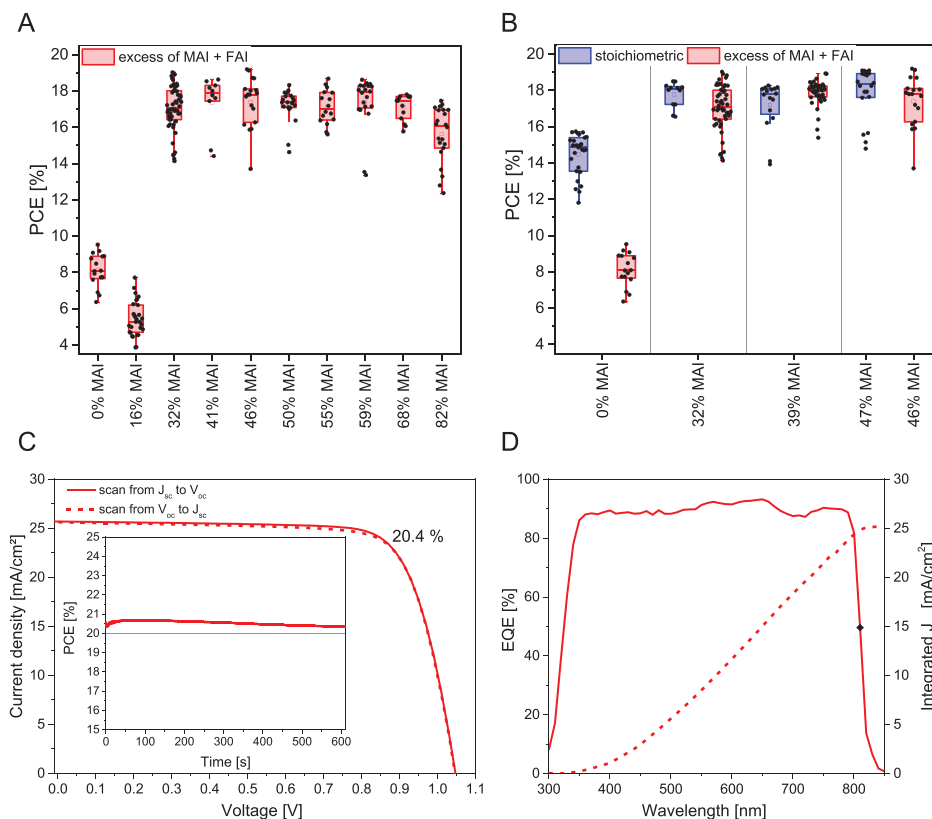 A
excess of MAI + FAI
PCE [%]
20
18
16
14
12
10
8
6
4
0% MAI
16% MAI
32% MAI
41% MAI
46% MAI
50% MAI
55% MAI
59% MAI
68% MAI
82% MAI
B
stoichiometric
excess of MAI + FAI
PCE [%]
20
18
16
14
12
10
8
6
4
0% MAI
32% MAI
39% MAI
47% MAI
46% MAI
C
scan from Jsc to Voc
scan from Voc to Jsc
20.4 %
Current density [mA/cm²]
30
25
20
15
10
5
0
0.0 0.1 0.2 0.3 0.4 0.5 0.6 0.7 0.8 0.9 1.0 1.1
Voltage [V]
PCE [%]
25
24
23
22
21
20
19
18
17
16
15
0 100 200 300 400 500 600
Time [s]
D
EQE [%]
100
80
60
40
20
0
300 400 500 600 700 800
Wavelength [nm]
30
25
20
15
10
5
0
Integrated J [mA/cm²]